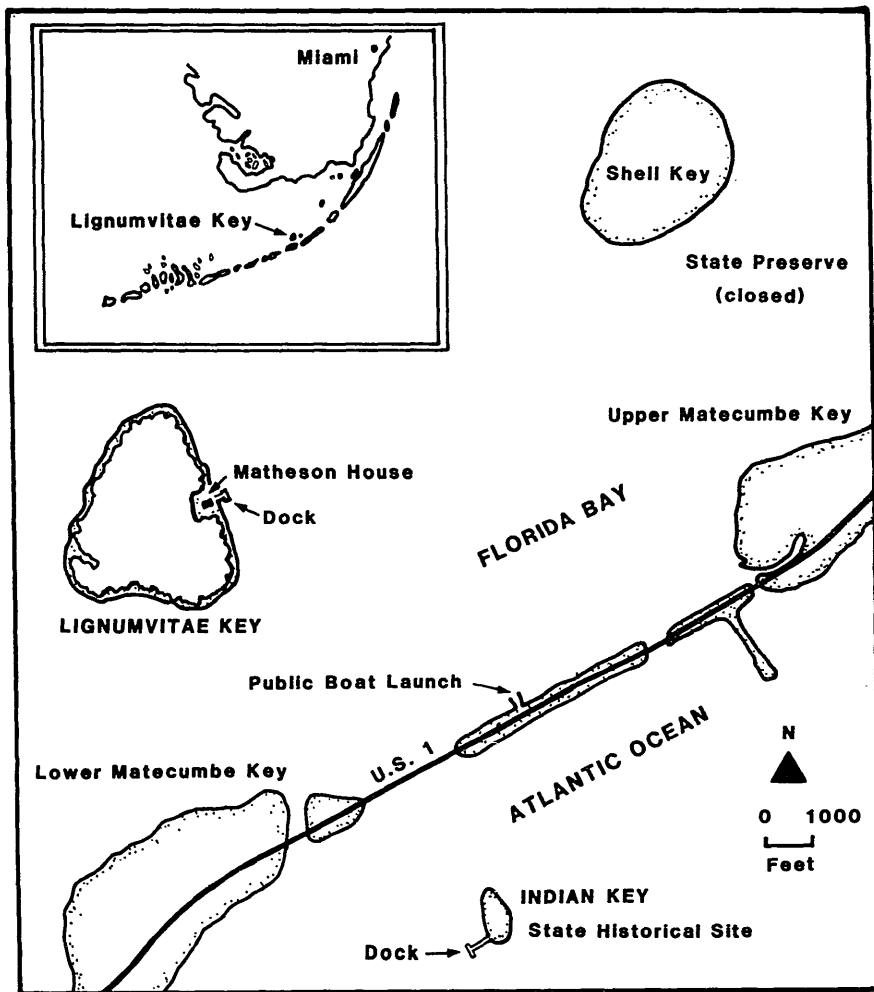 Miami
Lignumvitae Key
Shell Key
State Preserve
(closed)
Upper Matecumbe Key
Matheson House
Dock
FLORIDA BAY
LIGNUMVITAE KEY
Public Boat Launch
U.S. 1
ATLANTIC OCEAN
N
Lower Matecumbe Key
0 1000
Feet
INDIAN KEY
State Historical Site
Dock